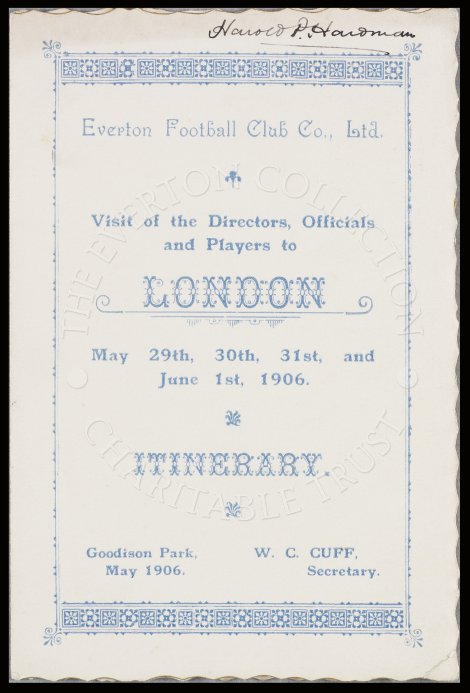 Harold P. Hardman
Everton Football Club Co., Ltd.
Visit of the Directors, Officials
and Players to
LONDON
May 29th, 30th, 31st, and
June 1st, 1906.
ITINERARY.
Goodison Park,
May 1906.
W. C. CUFF,
Secretary.
THE EVERTON COLLECTION
CHARITABLE TRUST